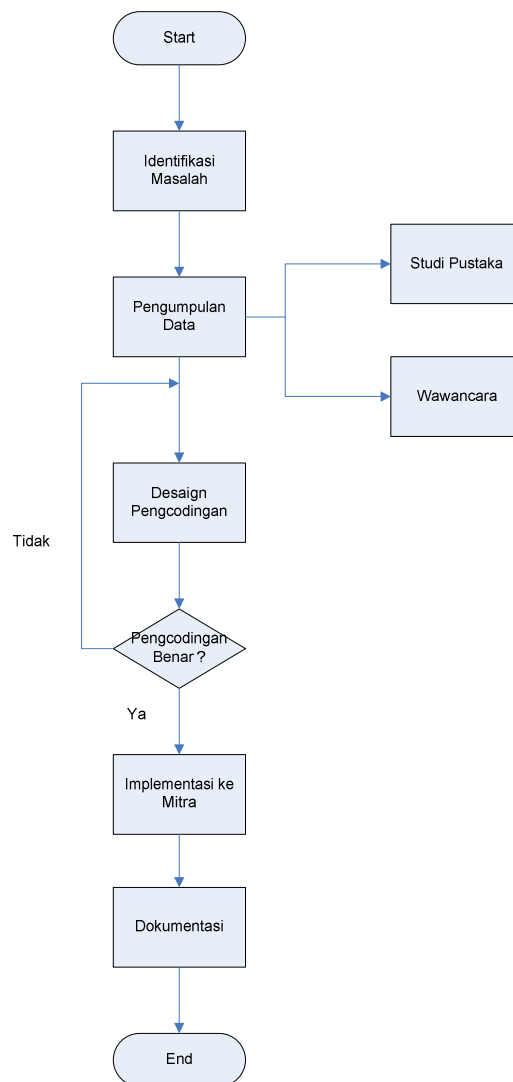 Start
Identifikasi
Masalah
Studi Pustaka
Pengumpulan
Data
Wawancara
Desaign
Pengcodingan
Tidak
Pengcodingan
Benar ?
Ya
Implementasi ke
Mitra
Dokumentasi
End